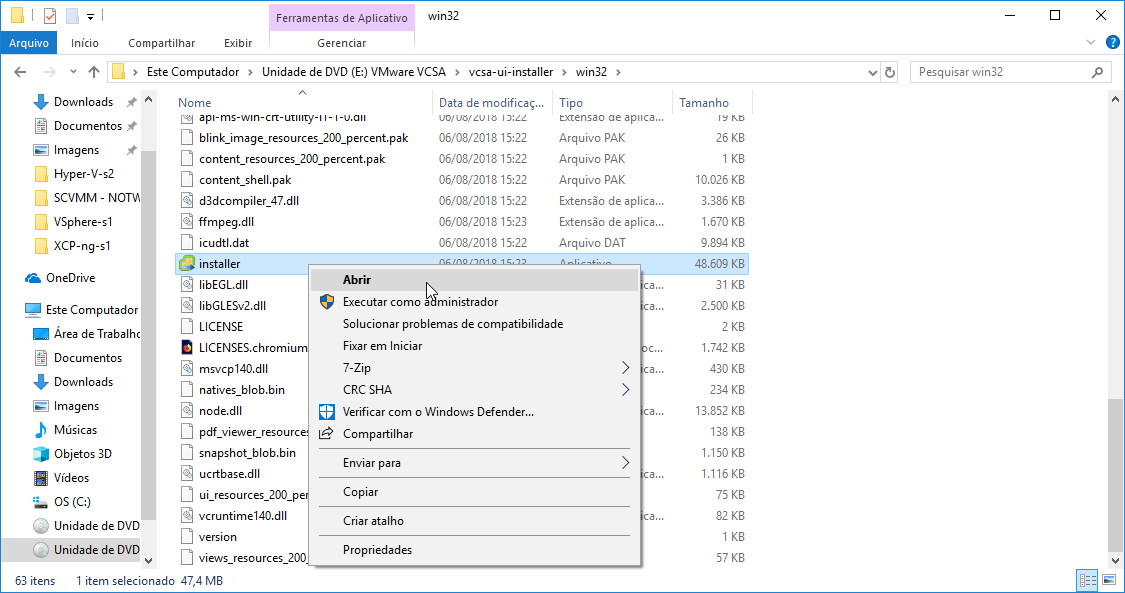 Ferramentas de Aplicativo win32
Arquivo Início Compartilhar Exibir Gerenciar
Este Computador Unidade de DVD (E:) VMware VCSA vcsa-ui-installer win32 Pesquisar win32
Nome Data de modificaç... Tipo Tamanho
Downloads
Documentos
Imagens
Hyper-V-s2
SCVMM - NOTW
VSphere-s1
XCP-ng-s1
OneDrive
Este Computador
Área de Trabalho
Documentos
Downloads
Imagens
Músicas
Objetos 3D
Vídeos
OS (C:)
Unidade de DVD
Unidade de DVD
api-ms-win-crt-utility-l1-1-0.dll 06/08/2018 15:22 Extensão de aplica... 19 KB
blink_image_resources_200_percent.pak 06/08/2018 15:22 Arquivo PAK 26 KB
content_resources_200_percent.pak 06/08/2018 15:22 Arquivo PAK 1 KB
content_shell.pak 06/08/2018 15:22 Arquivo PAK 10.026 KB
d3dcompiler_47.dll 06/08/2018 15:22 Extensão de aplica... 3.386 KB
ffmpeg.dll 06/08/2018 15:23 Extensão de aplica... 1.670 KB
icudtl.dat 06/08/2018 15:22 Arquivo DAT 9.894 KB
installer 06/08/2018 15:23 Aplicativo 48.609 KB
libEGL.dll 31 KB
libGLESv2.dll ica... 2.500 KB
LICENSE 2 KB
LICENSES.chromium oc... 1.742 KB
msvcp140.dll ica... 430 KB
natives_blob.bin 234 KB
node.dll ica... 13.852 KB
pdf_viewer_resources 138 KB
snapshot_blob.bin 1.150 KB
ucrtbase.dll ica... 1.116 KB
ui_resources_200_per 75 KB
vcruntime140.dll ica... 82 KB
version 1 KB
views_resources_200_ 57 KB
Abrir
Executar como administrador
Solucionar problemas de compatibilidade
Fixar em Iniciar
7-Zip
CRC SHA
Verificar com o Windows Defender...
Compartilhar
Enviar para
Copiar
Criar atalho
Propriedades
63 itens 1 item selecionado 47,4 MB